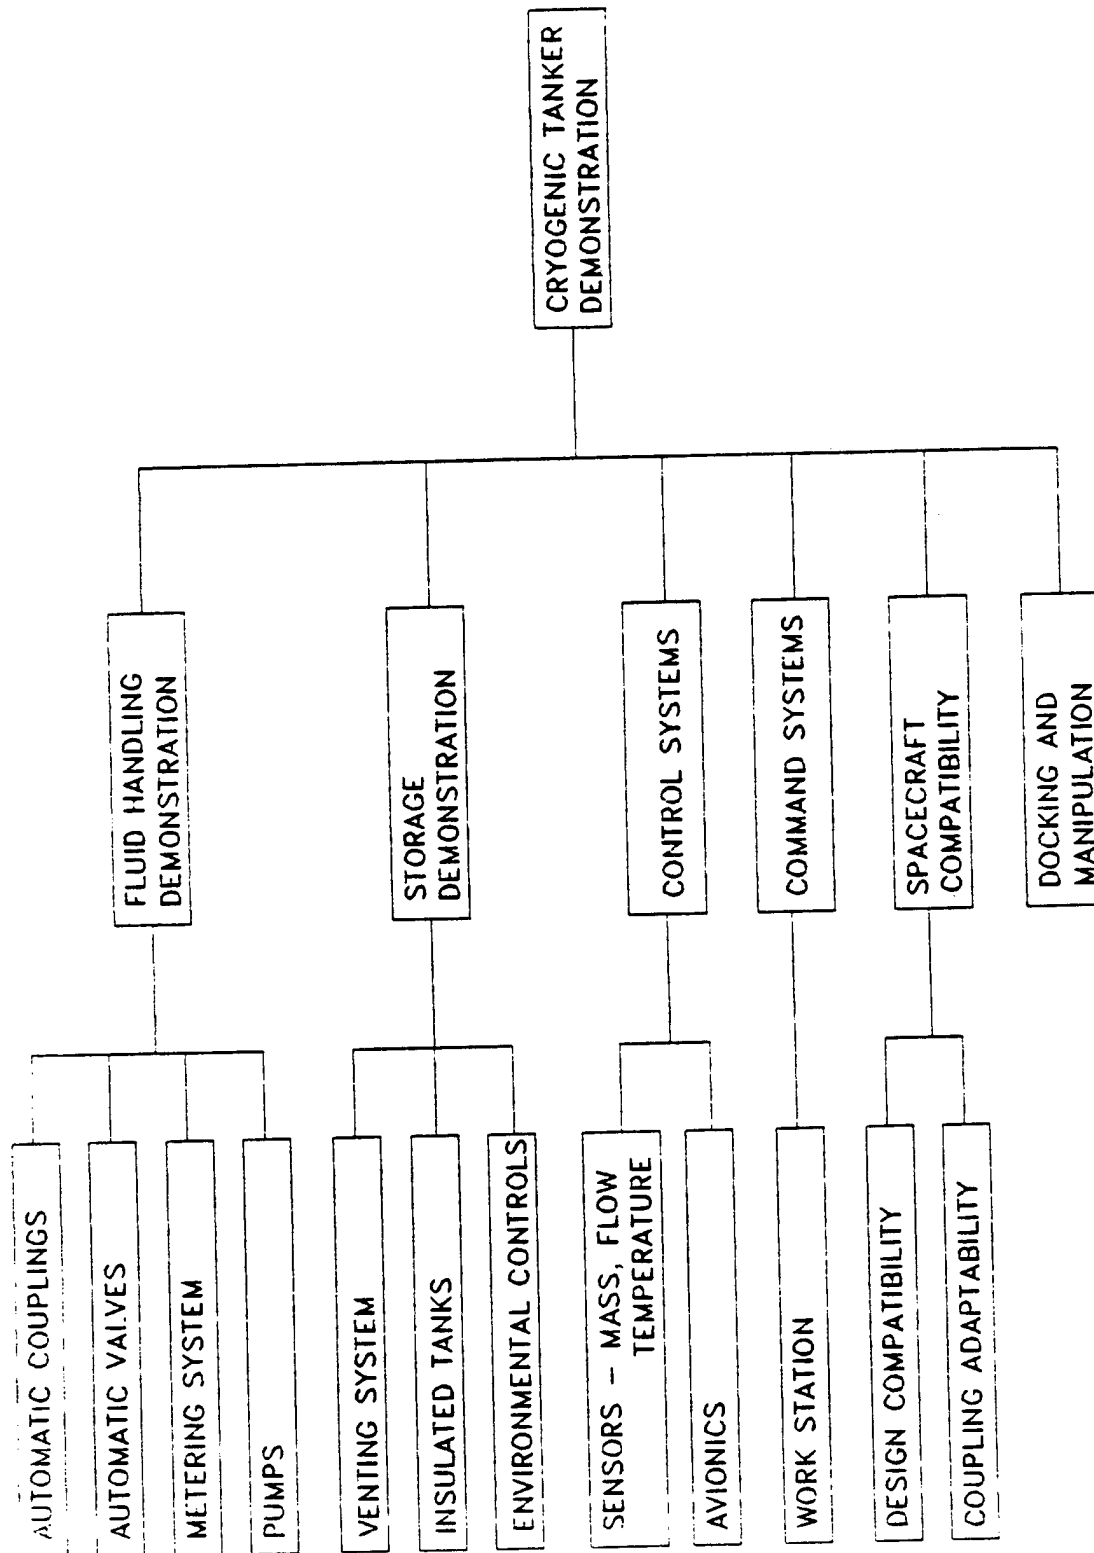 AUTOMATIC COUPLINGS
AUTOMATIC VALVES
METERING SYSTEM
PUMPS
VENTING SYSTEM
INSULATED TANKS
ENVIRONMENTAL CONTROLS
SENSORS — MASS, FLOW
TEMPERATURE
AVIONICS
WORK STATION
DESIGN COMPATIBILITY
COUPLING ADAPTABILITY
FLUID HANDLING
DEMONSTRATION
STORAGE
DEMONSTRATION
CONTROL SYSTEMS
COMMAND SYSTEMS
SPACECRAFT
COMPATIBILITY
DOCKING AND
MANIPULATION
CRYOGENIC TANKER
DEMONSTRATION